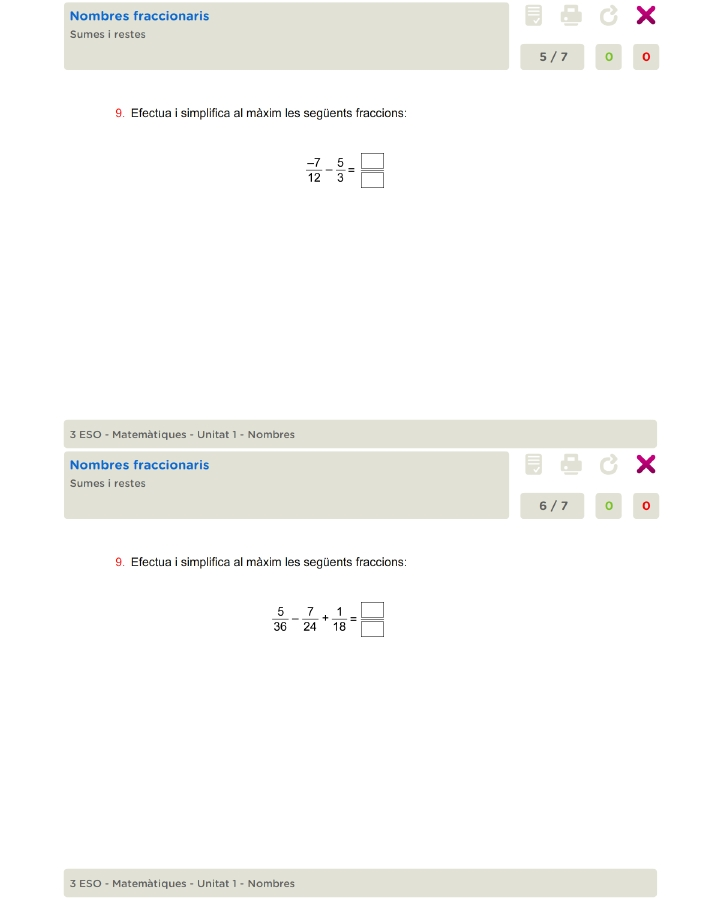 Nombres fraccionaris
Sumes i restes
5 / 7 0 0
9. Efectua i simplifica al màxim les següents fraccions:
–7/12 – 5/3 =
3 ESO - Matemàtiques - Unitat 1 - Nombres
Nombres fraccionaris
Sumes i restes
6 / 7 0 0
9. Efectua i simplifica al màxim les següents fraccions:
5/36 – 7/24 + 1/18 =
3 ESO - Matemàtiques - Unitat 1 - Nombres